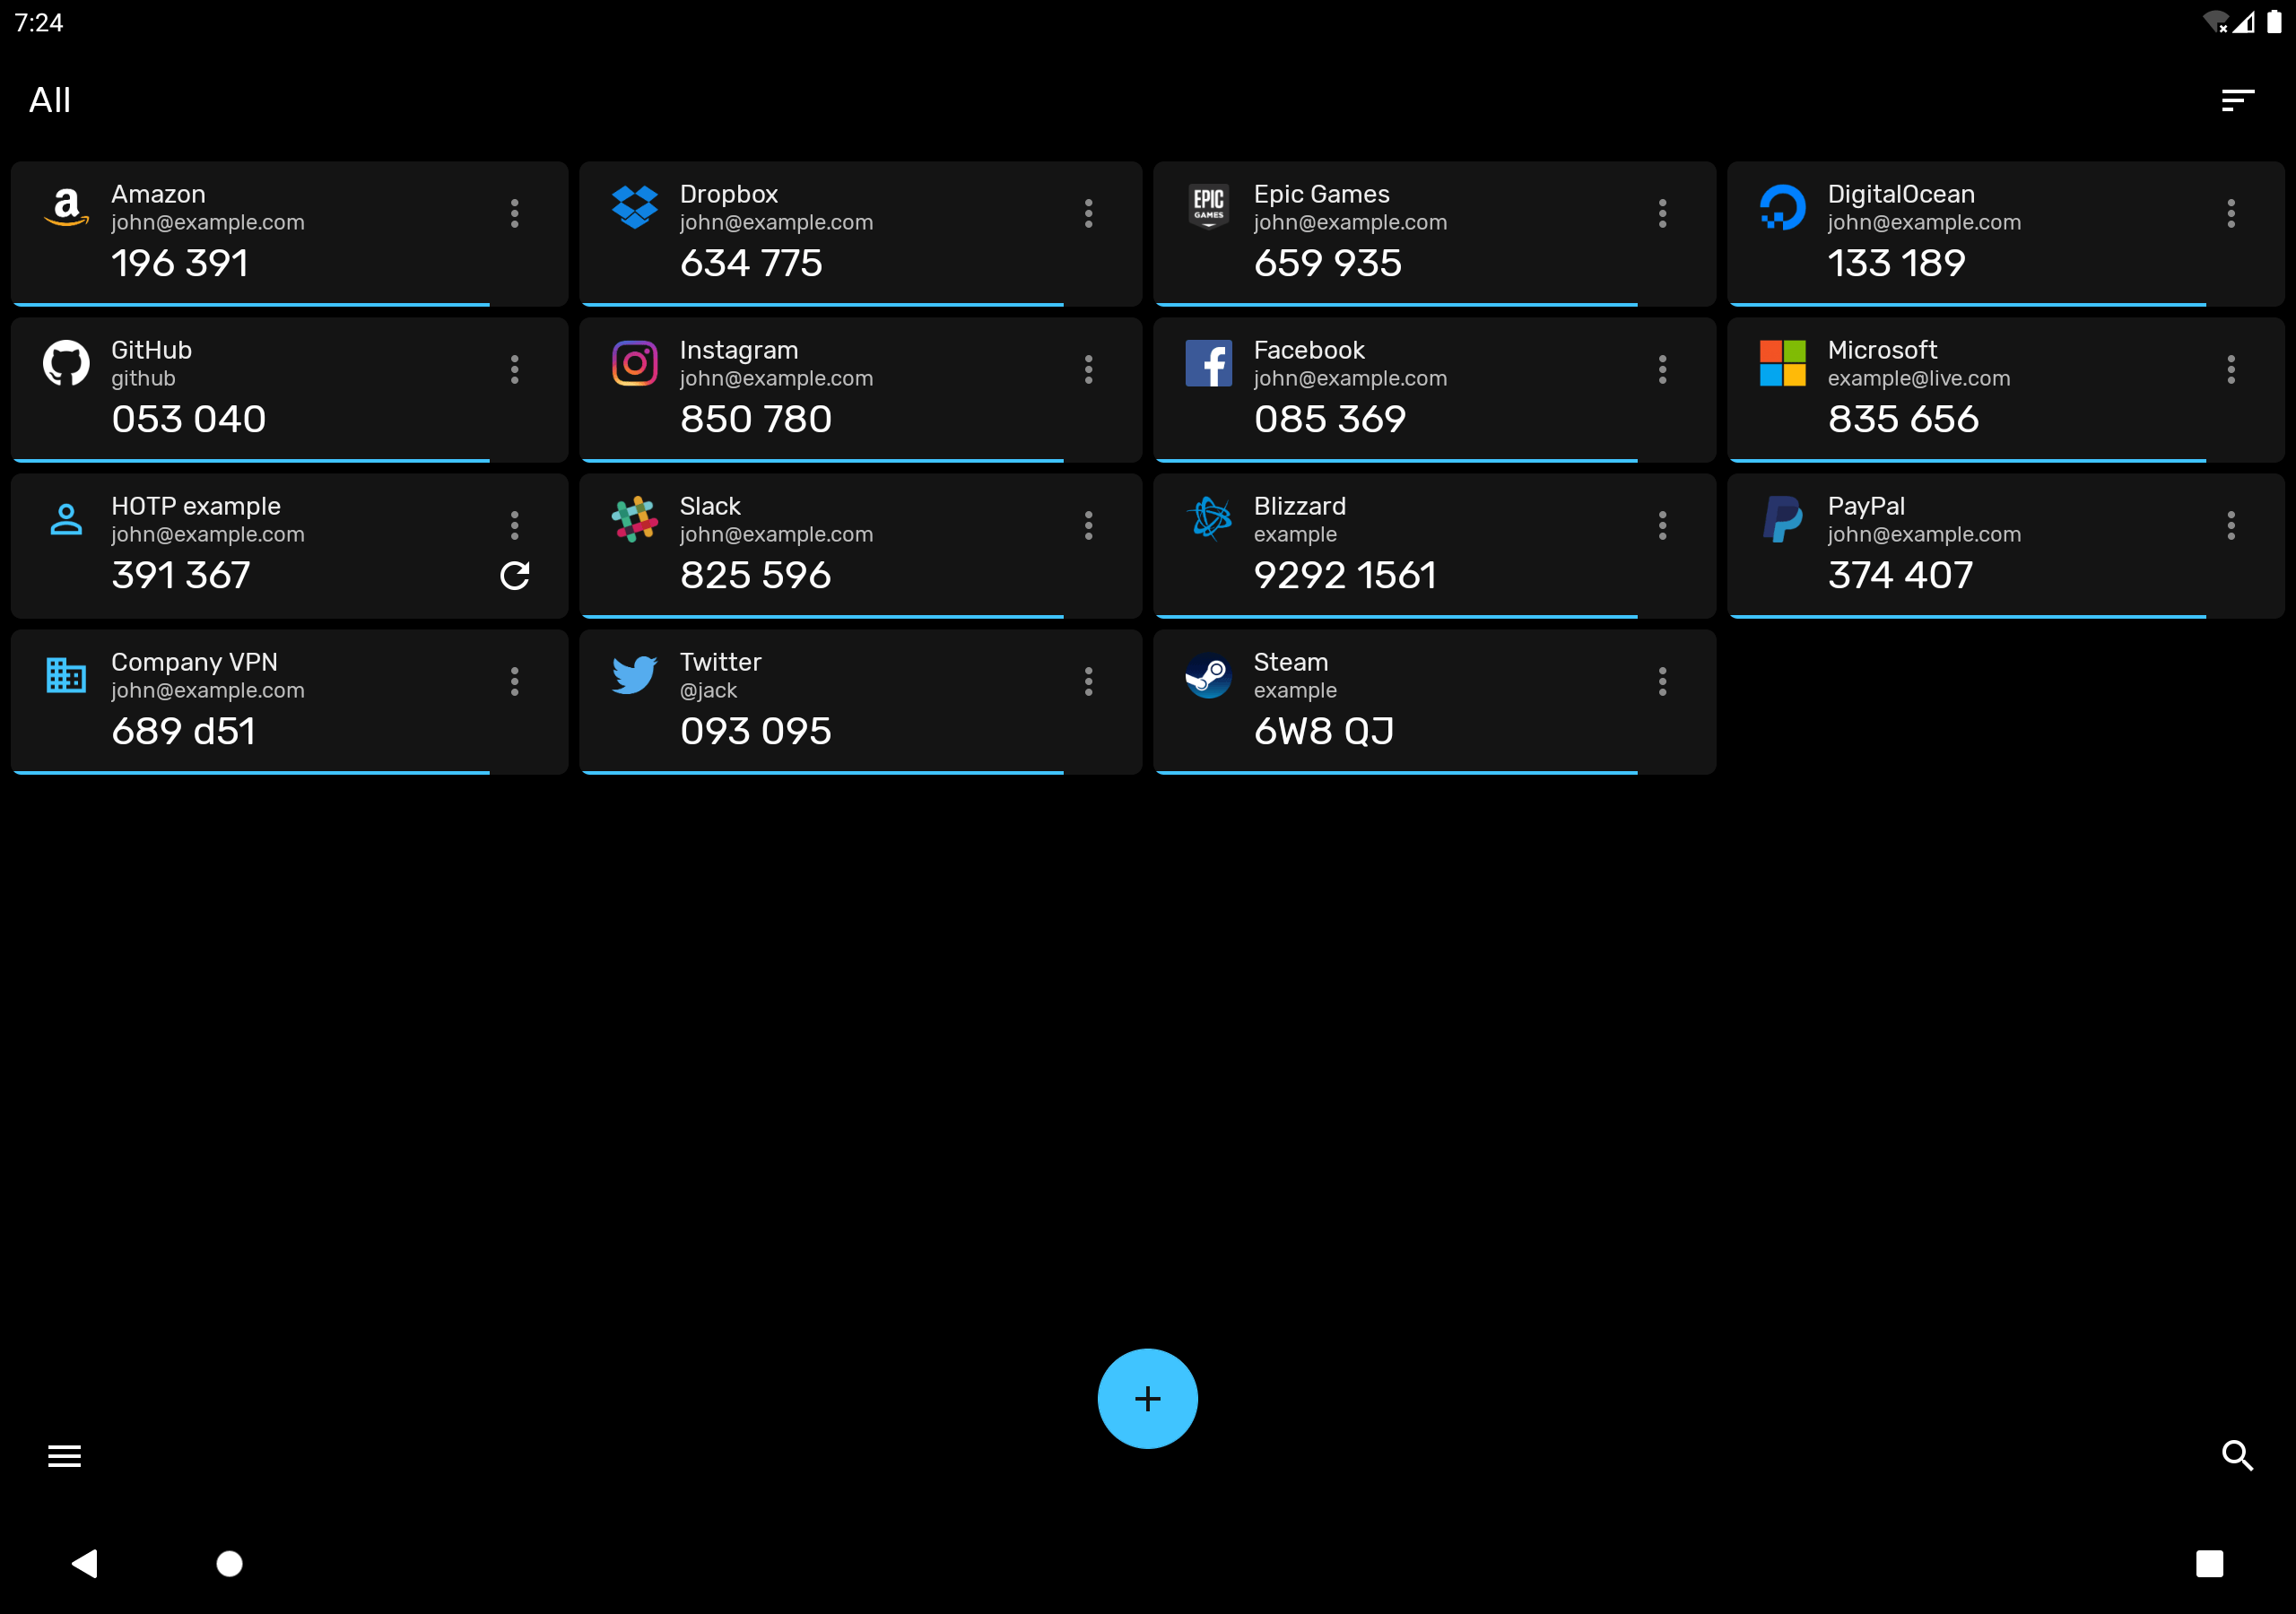 7:24
All
Amazon
john@example.com
196 391
Dropbox
john@example.com
634 775
EPIC
GAMES
Epic Games
john@example.com
659 935
DigitalOcean
john@example.com
133 189
GitHub
github
053 040
Instagram
john@example.com
850 780
Facebook
john@example.com
085 369
Microsoft
example@live.com
835 656
HOTP example
john@example.com
391 367
Slack
john@example.com
825 596
Blizzard
example
9292 1561
PayPal
john@example.com
374 407
Company VPN
john@example.com
689 d51
Twitter
@jack
093 095
Steam
example
6W8 QJ